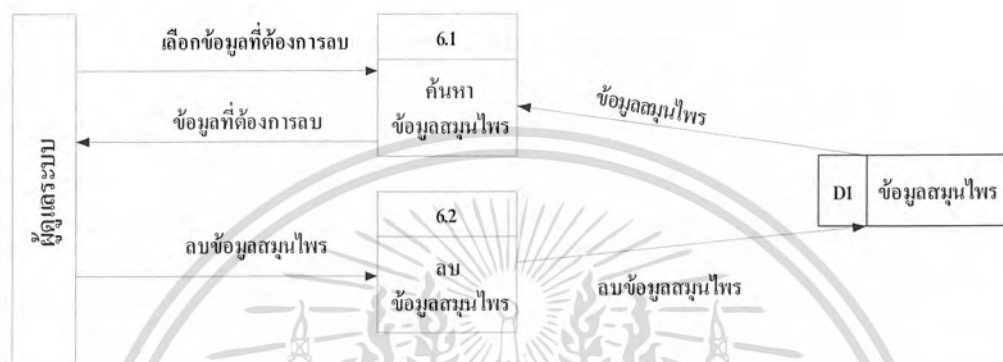 เลือกข้อมูลที่ต้องการลบ
6.1
ค้นหา
ข้อมูลสมุนไพร
ข้อมูลสมุนไพร
ข้อมูลที่ต้องการลบ
ผู้ดูแลระบบ
D1
ข้อมูลสมุนไพร
6.2
ลบข้อมูลสมุนไพร
ลบ
ข้อมูลสมุนไพร
ลบข้อมูลสมุนไพร